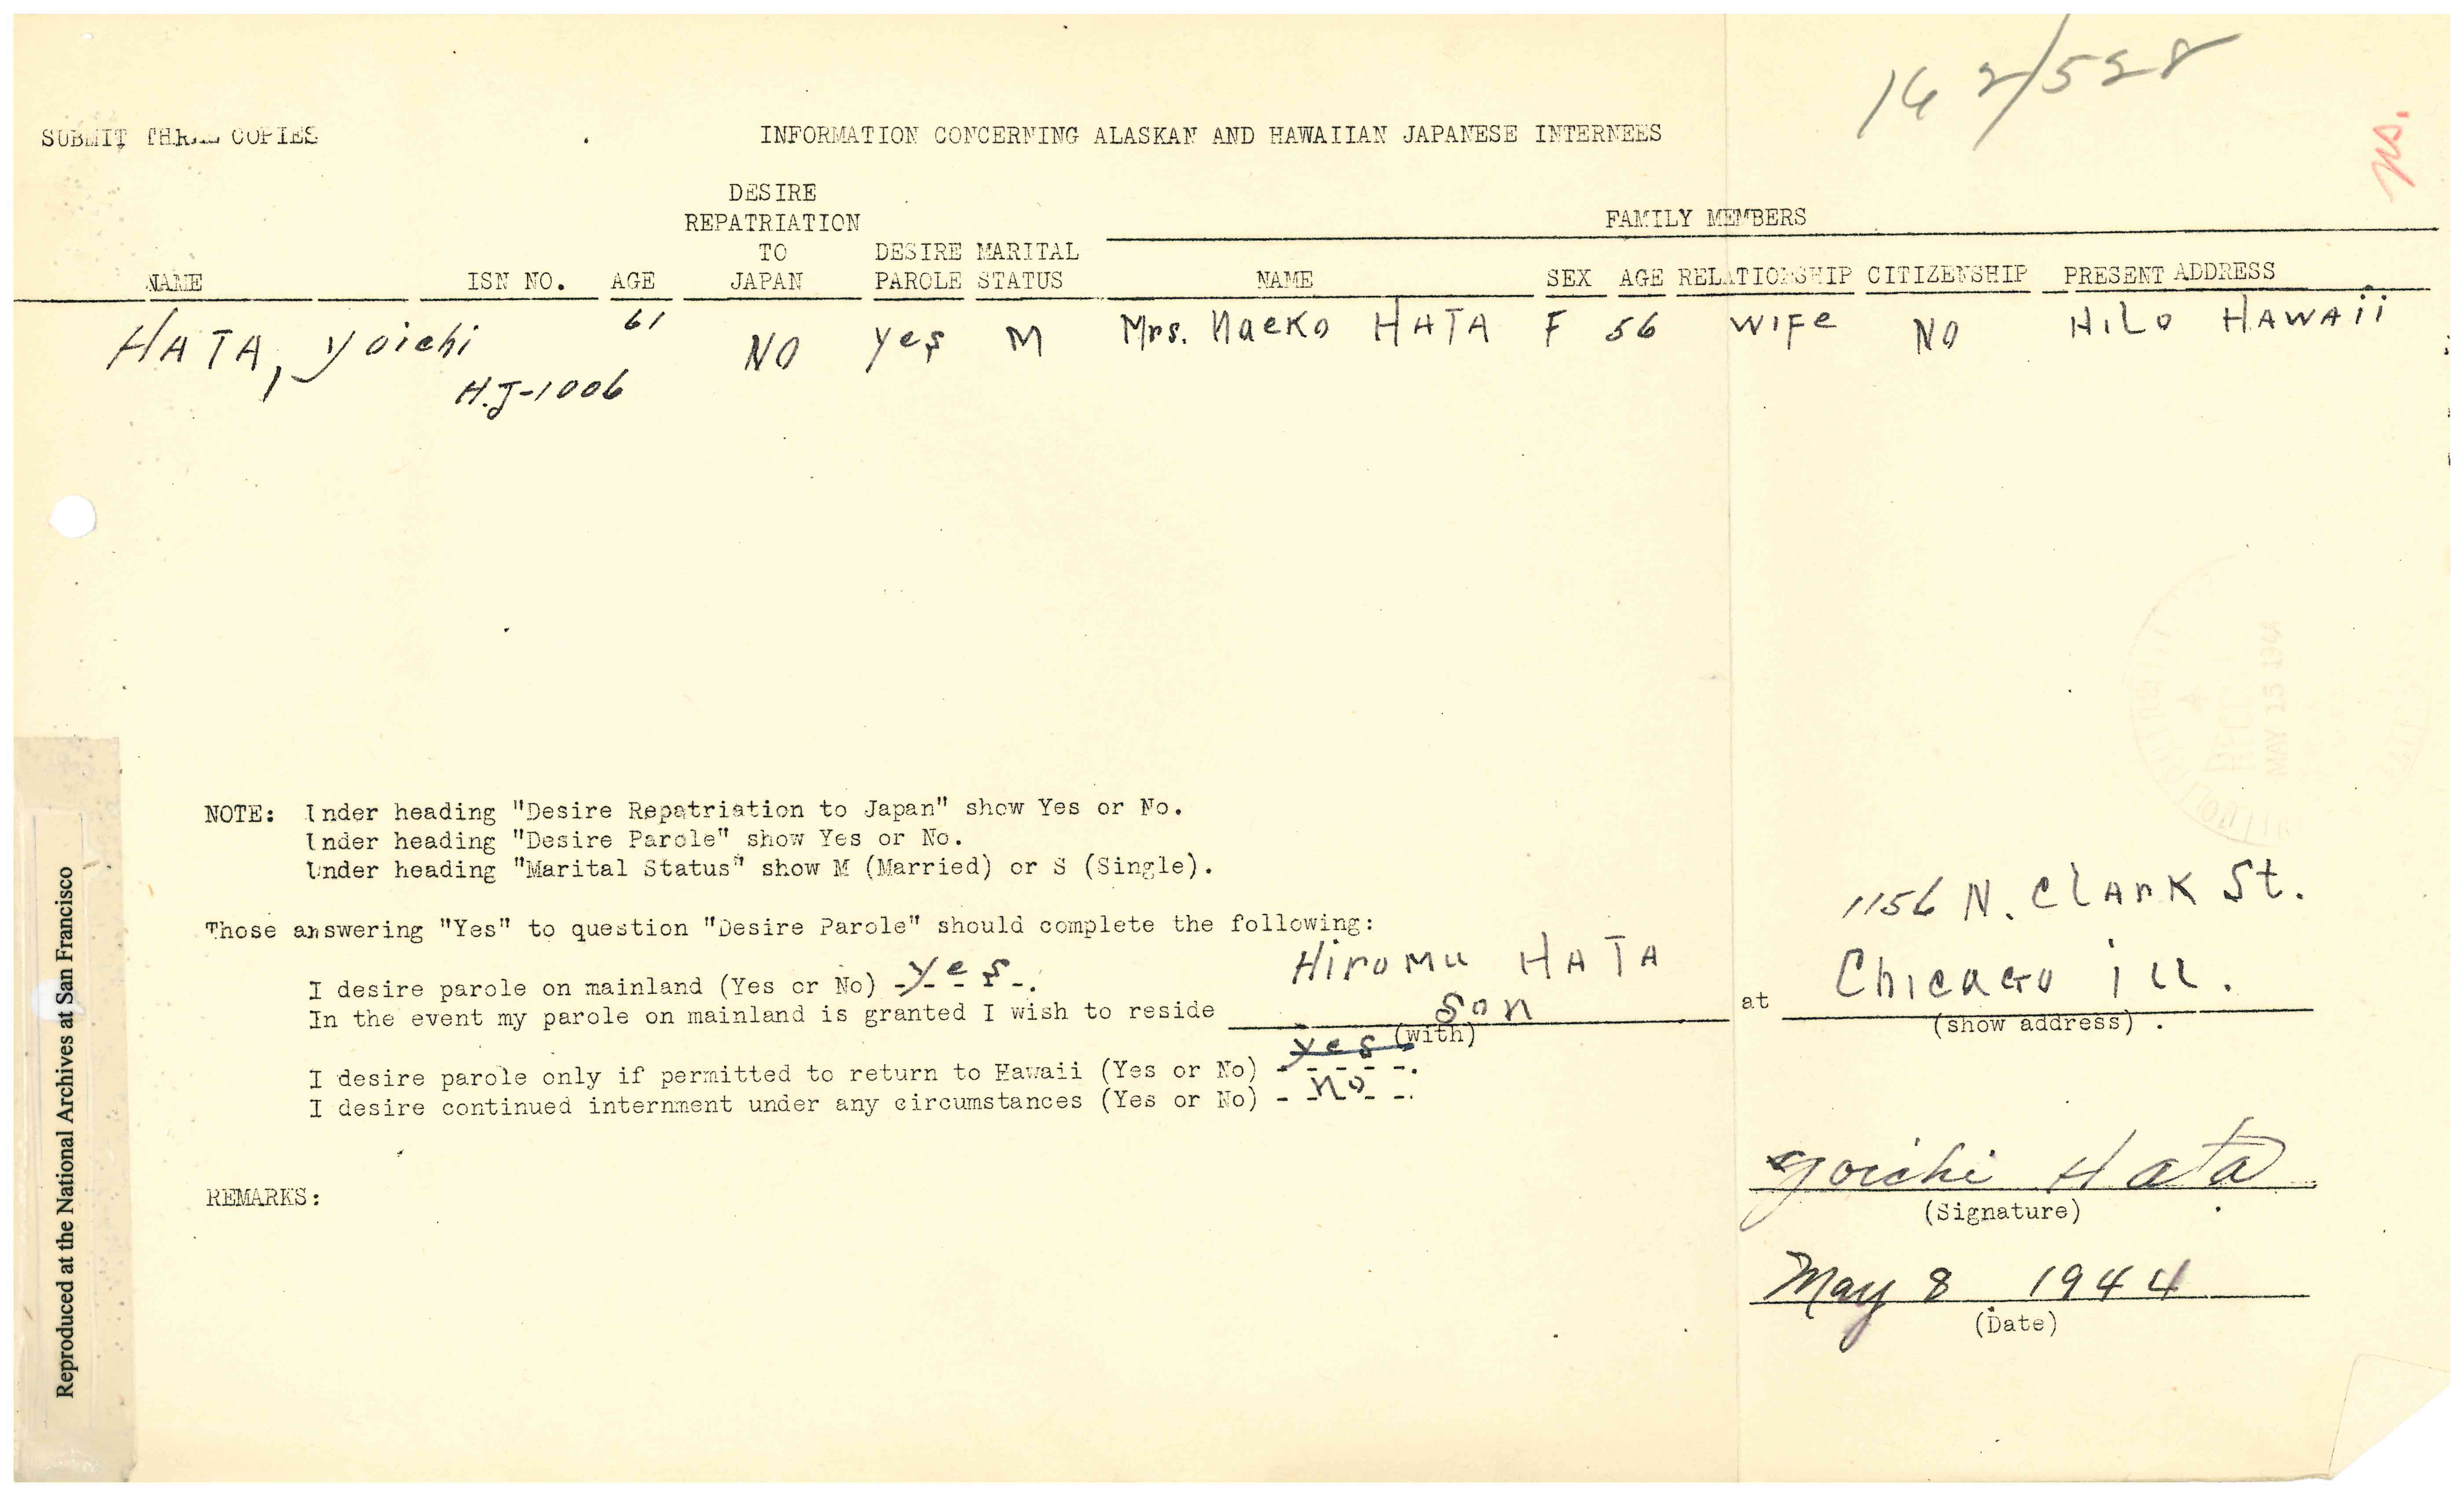 162/528
ns.
SUBMIT THREE COPIES
INFORMATION CONCERNING ALASKAN AND HAWAIIAN JAPANESE INTERNEES
DESIRE
REPATRIATION FAMILY MEMBERS
TO DESIRE MARITAL
NAME ISN NO. AGE JAPAN PAROLE STATUS NAME SEX AGE RELATIONSHIP CITIZENSHIP PRESENT ADDRESS
HATA, Yoichi 61 NO Yes M Mrs. Naeko HATA F 56 Wife NO HiLo HAWAii
H.J-1006
MAY 15 1944
NOTE: Under heading "Desire Repatriation to Japan" show Yes or No.
Under heading "Desire Parole" show Yes or No.
Under heading "Marital Status" show M (Married) or S (Single).
Those answering "Yes" to question "Desire Parole" should complete the following:
I desire parole on mainland (Yes or No) yes.
In the event my parole on mainland is granted I wish to reside Hiromu HATA son at 1156 N. Clark St. Chicago ill.
(with) (show address).
I desire parole only if permitted to return to Hawaii (Yes or No) yes.
I desire continued internment under any circumstances (Yes or No) no.
Yoichi Hata
REMARKS:
(Signature)
May 8 1944
(Date)
Reproduced at the National Archives at San Francisco